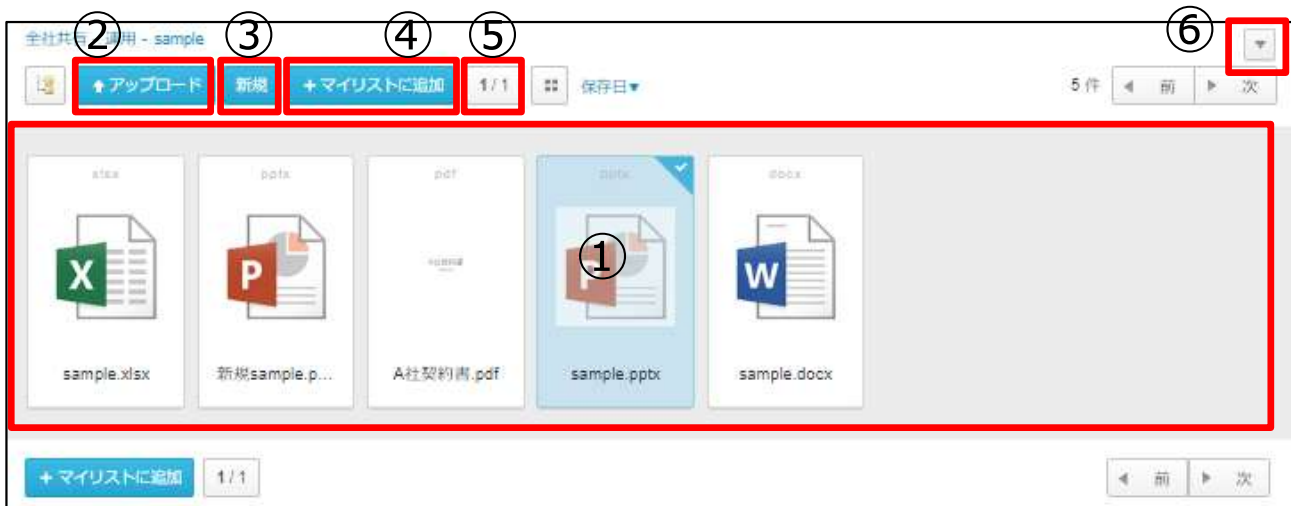 ② ③ ④ ⑤ ⑥
全社共有 運用 - sample
アップロード 新規 +マイリストに追加 1 / 1 保存日▼ 5 件 ◀ 前 ▶ 次
xlsx pptx pdf pptx docx
X P ① P W
sample.xlsx 新規sample.p... A社契約書.pdf sample.pptx sample.docx
+マイリストに追加 1 / 1 ◀ 前 ▶ 次